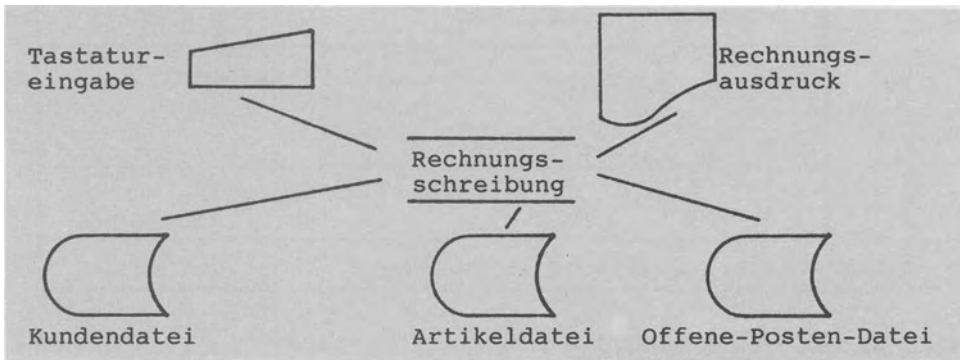 Tastatur-
eingabe
Rechnungs-
ausdruck
Rechnungs-
schreibung
Kundendatei
Artikeldatei
Offene-Posten-Datei